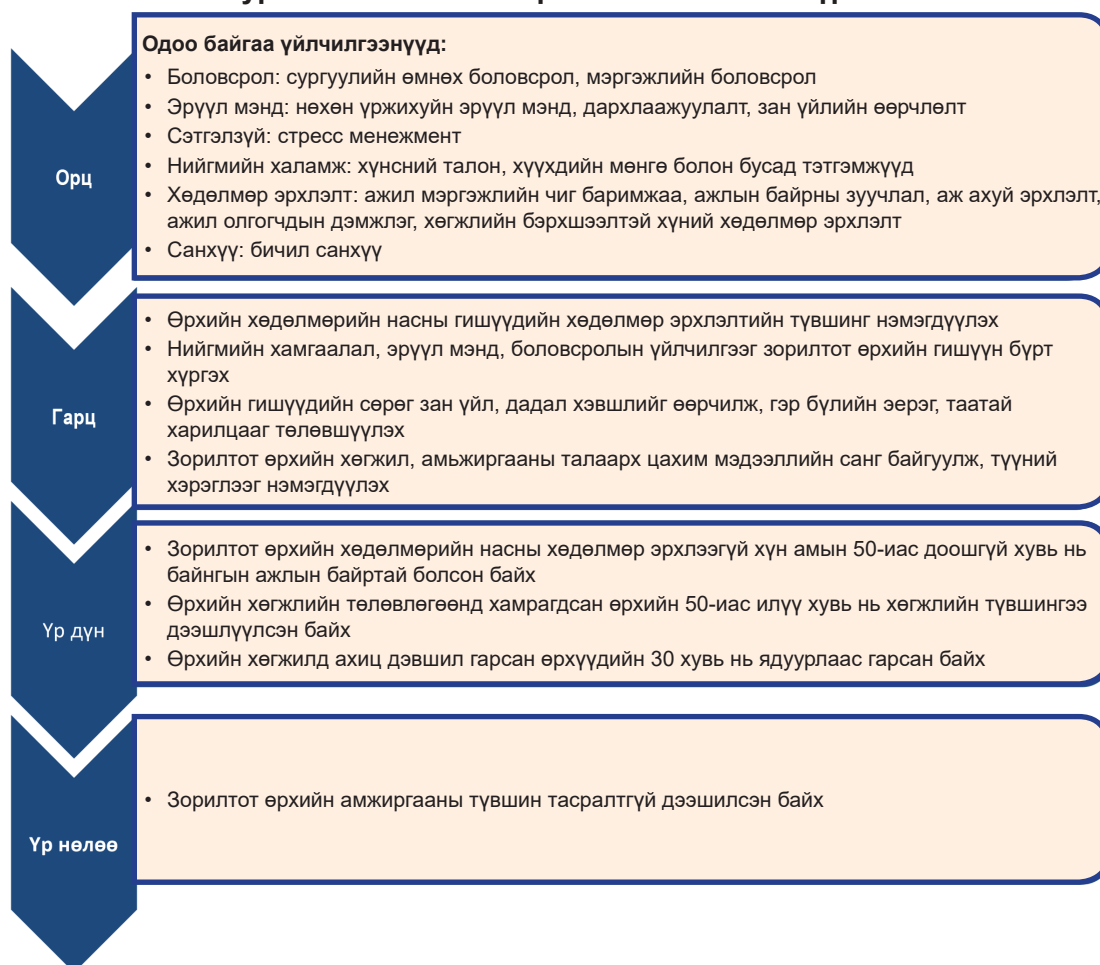 Орц
Одоо байгаа үйлчилгээнүүд:
• Боловсрол: сургуулийн өмнөх боловсрол, мэргэжлийн боловсрол
• Эрүүл мэнд: нөхөн үржихүйн эрүүл мэнд, дархлаажуулалт, зан үйлийн өөрчлөлт
• Сэтгэлзүй: стресс менежмент
• Нийгмийн халамж: хүнсний талон, хүүхдийн мөнгө болон бусад тэтгэмжүүд
• Хөдөлмөр эрхлэлт: ажил мэргэжлийн чиг баримжаа, ажлын байрны зуучлал, аж ахуй эрхлэлт,
ажил олгогчдын дэмжлэг, хөгжлийн бэрхшээлтэй хүний хөдөлмөр эрхлэлт
• Санхүү: бичил санхүү
Гарц
• Өрхийн хөдөлмөрийн насны гишүүдийн хөдөлмөр эрхлэлтийн түвшинг нэмэгдүүлэх
• Нийгмийн хамгаалал, эрүүл мэнд, боловсролын үйлчилгээг зорилтот өрхийн гишүүн бүрт
хүргэх
• Өрхийн гишүүдийн сөрөг зан үйл, дадал хэвшлийг өөрчилж, гэр бүлийн эерэг, таатай
харилцааг төлөвшүүлэх
• Зорилтот өрхийн хөгжил, амьжиргааны талаарх цахим мэдээллийн санг байгуулж, түүний
хэрэглээг нэмэгдүүлэх
Үр дүн
• Зорилтот өрхийн хөдөлмөрийн насны хөдөлмөр эрхлээгүй хүн амын 50-иас доошгүй хувь нь
байнгын ажлын байртай болсон байх
• Өрхийн хөгжлийн төлөвлөгөөнд хамрагдсан өрхийн 50-иас илүү хувь нь хөгжлийн түвшингээ
дээшлүүлсэн байх
• Өрхийн хөгжилд ахиц дэвшил гарсан өрхүүдийн 30 хувь нь ядуурлаас гарсан байх
Үр нөлөө
• Зорилтот өрхийн амжиргааны түвшин тасралтгүй дээшилсэн байх